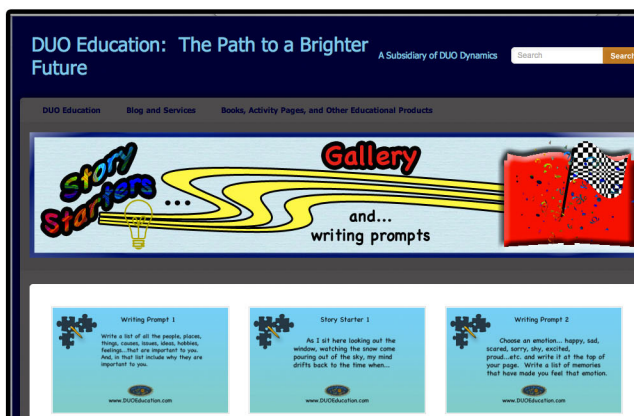 DUO Education:  The Path to a Brighter
Future
A Subsidiary of DUO Dynamics
Search
Search
DUO Education
Blog and Services
Books, Activity Pages, and Other Educational Products
Story
Starters
...
Gallery
and...
writing prompts
Writing Prompt 1
Write a list of all the people, places,
things, causes, issues, ideas, hobbies,
feelings...that are important to you.
And, in that list include why they are
important to you.
www.DUOEducation.com
Story Starter 1
As I sit here looking out the
window, watching the snow come
pouring out of the sky, my mind
drifts back to the time when...
www.DUOEducation.com
Writing Prompt 2
Choose an emotion... happy, sad,
scared, sorry, shy, excited,
proud...etc. and write it at the top of
your page.  Write a list of memories
that have made you feel that emotion.
www.DUOEducation.com